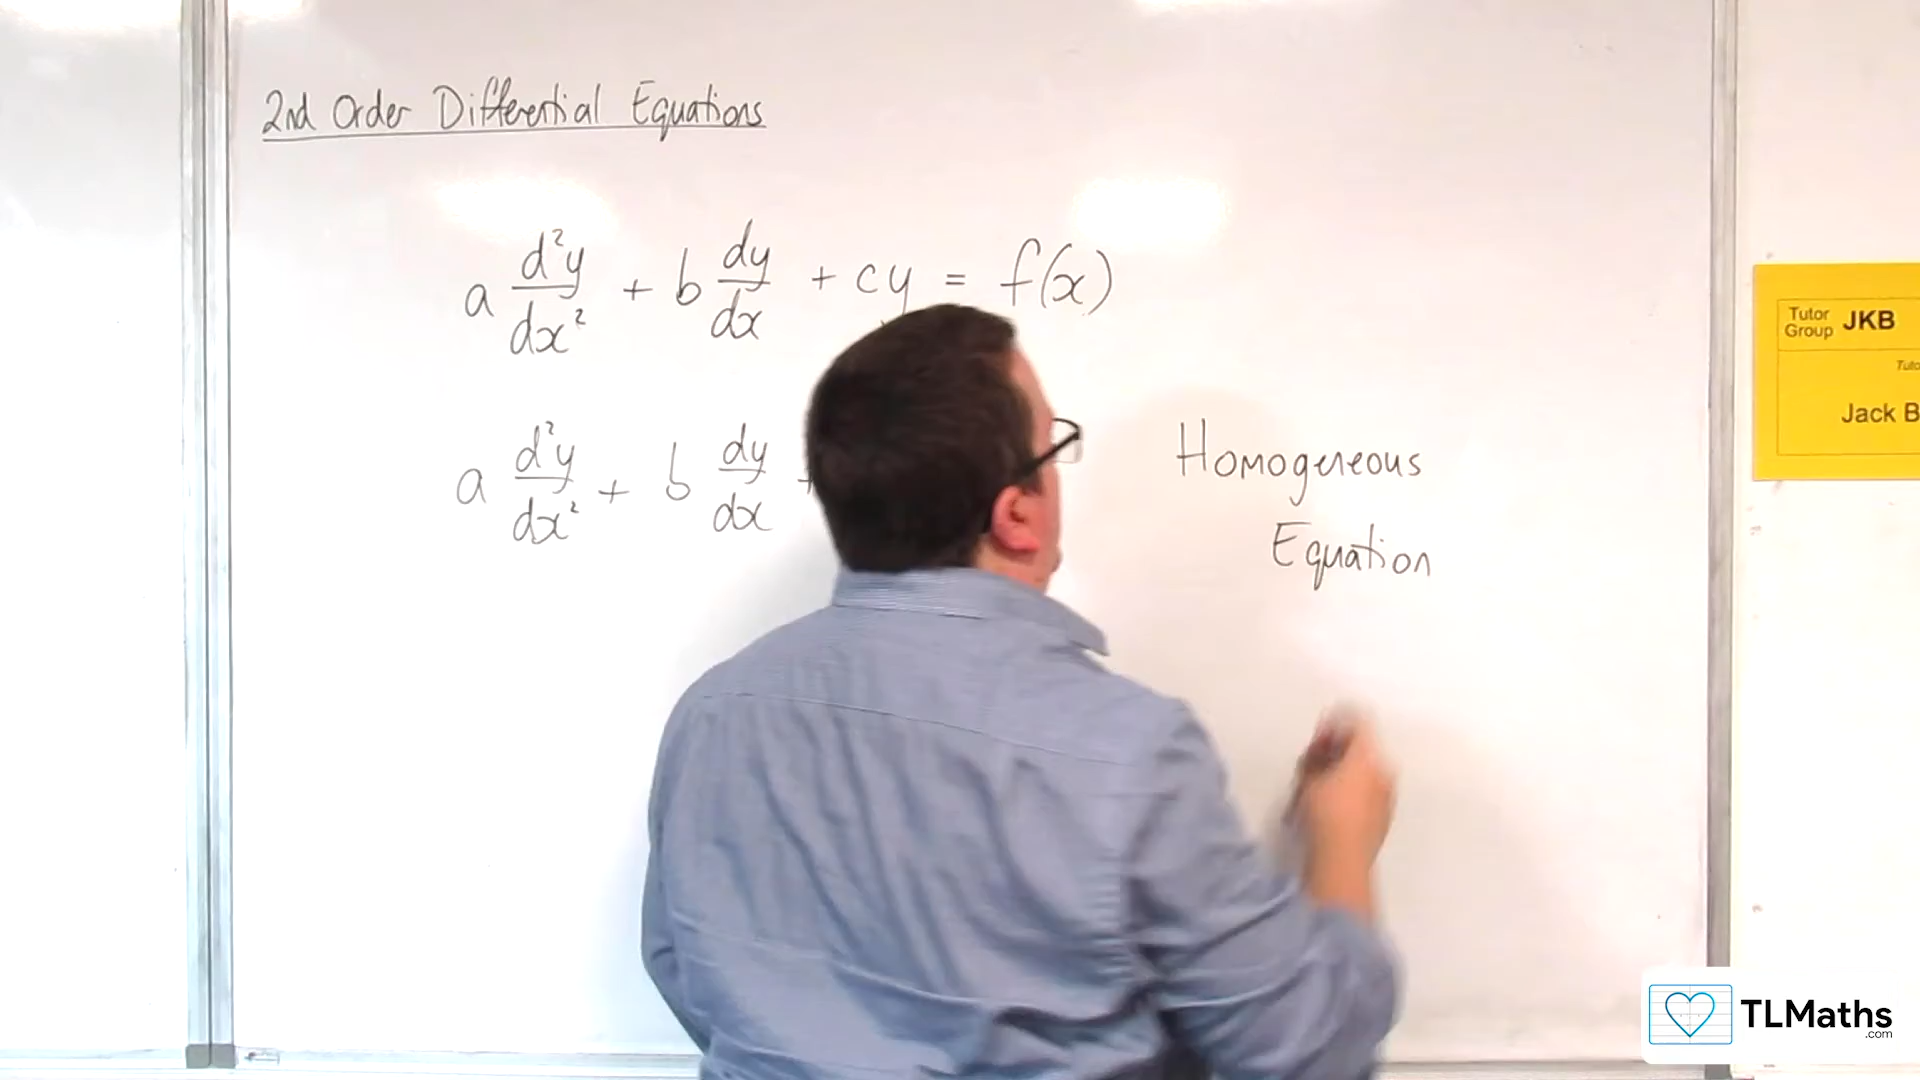 2nd Order Differential Equations
a d²y/dx² + b dy/dx + cy = f(x)
a d²y/dx² + b dy/dx +
Homogeneous
Equation
Tutor
Group JKB
Jack B
TLMaths
.com